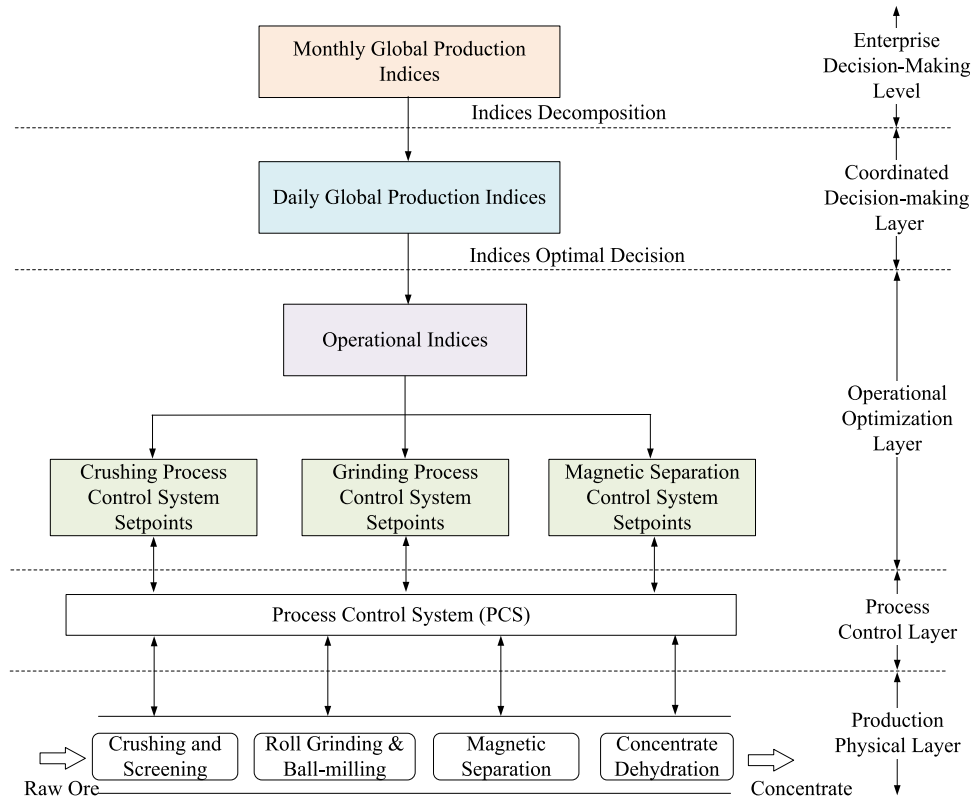 Monthly Global Production
Indices
Enterprise
Decision-Making
Level
Indices Decomposition
Daily Global Production Indices
Coordinated
Decision-making
Layer
Indices Optimal Decision
Operational Indices
Operational
Optimization
Layer
Crushing Process
Control System
Setpoints
Grinding Process
Control System
Setpoints
Magnetic Separation
Control System
Setpoints
Process Control System (PCS)
Process
Control Layer
Production
Physical Layer
Raw Ore
Crushing and
Screening
Roll Grinding &
Ball-milling
Magnetic
Separation
Concentrate
Dehydration
Concentrate